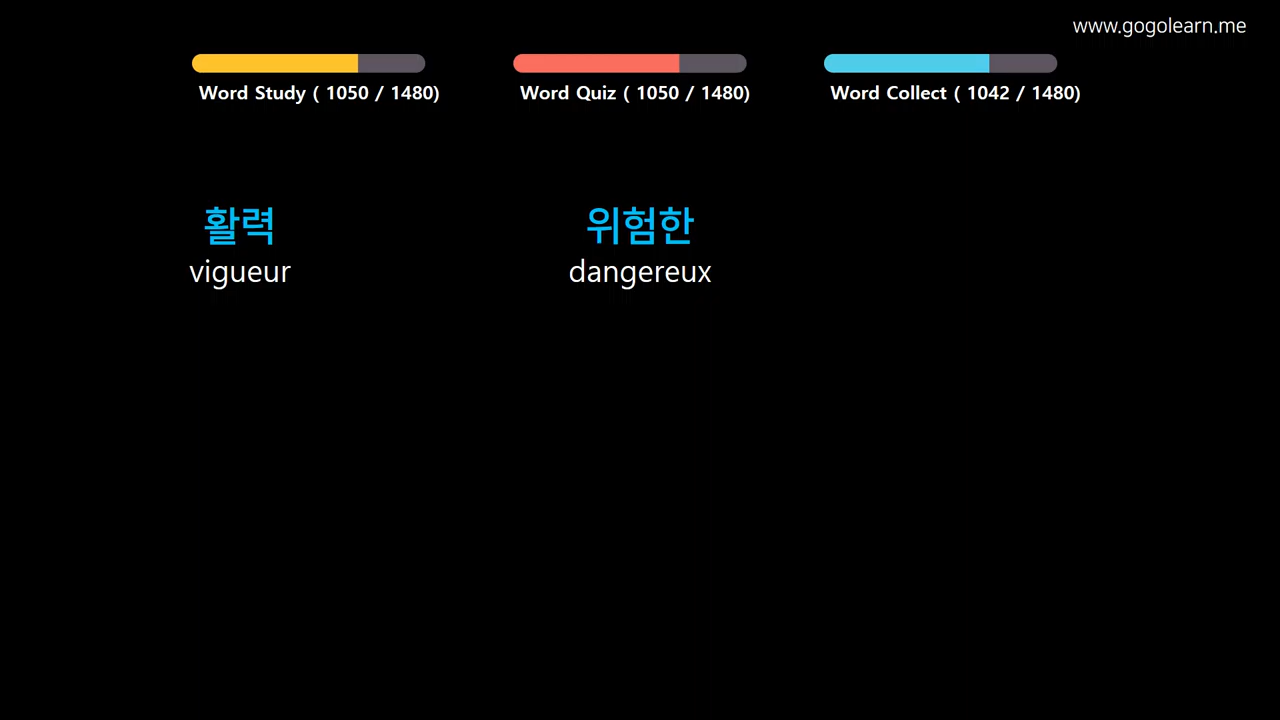 www.gogolearn.me
Word Study ( 1050 / 1480)
Word Quiz ( 1050 / 1480)
Word Collect ( 1042 / 1480)
활력
vigueur
위험한
dangereux